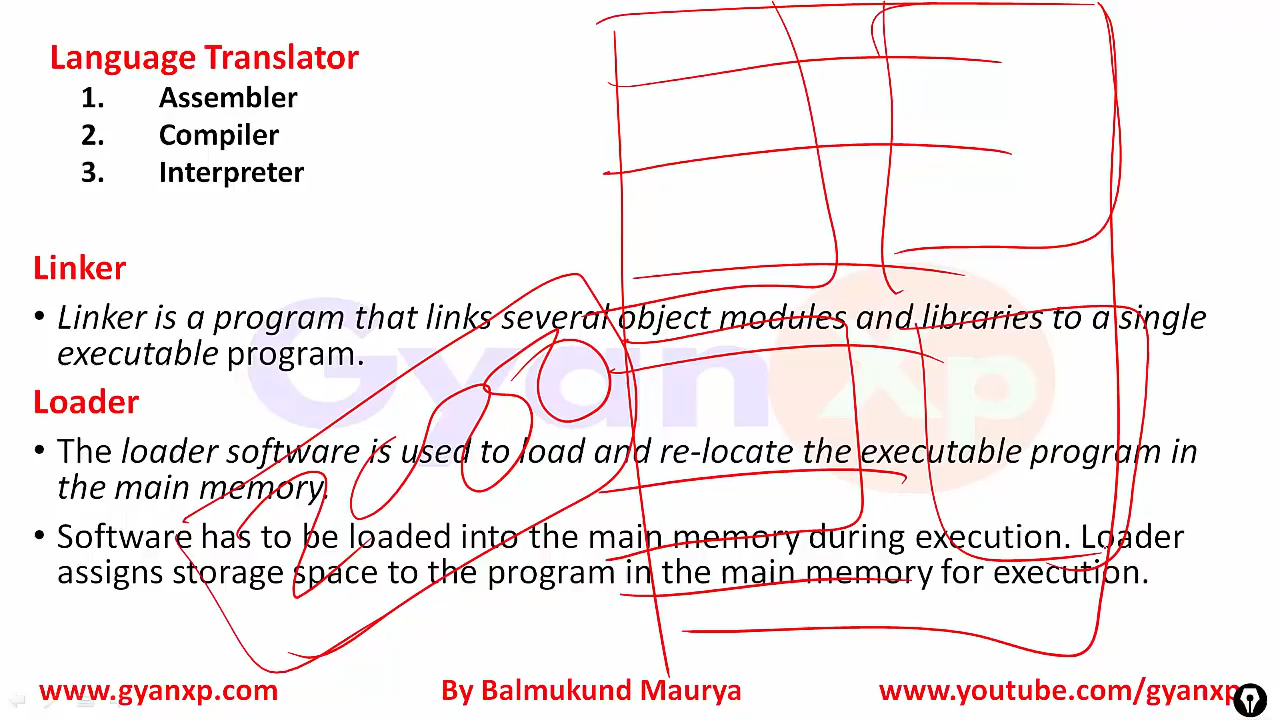 Language Translator
1. Assembler
2. Compiler
3. Interpreter
Linker
• Linker is a program that links several object modules and libraries to a single
executable program.
Loader
• The loader software is used to load and re-locate the executable program in
the main memory.
• Software has to be loaded into the main memory during execution. Loader
assigns storage space to the program in the main memory for execution.
Gyan xp
www.gyanxp.com By Balmukund Maurya www.youtube.com/gyanxp